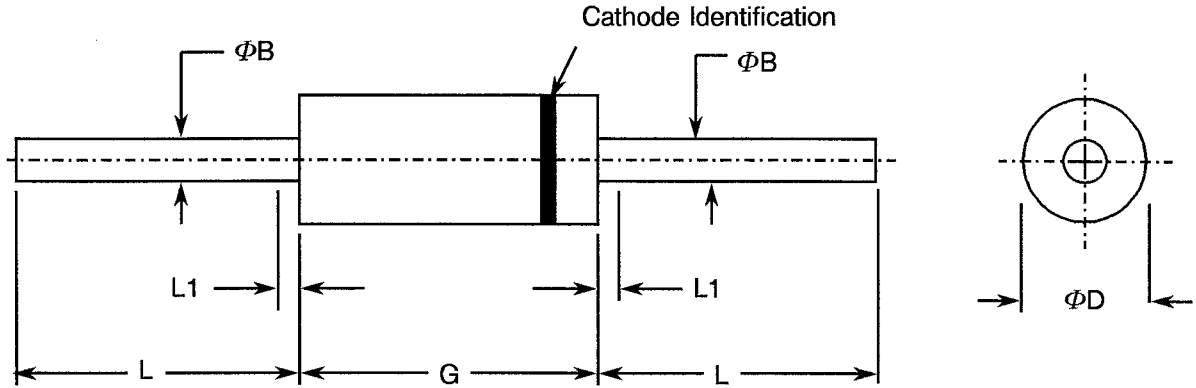 Cathode Identification
ΦB
ΦB
L1
L1
ΦD
L
G
L